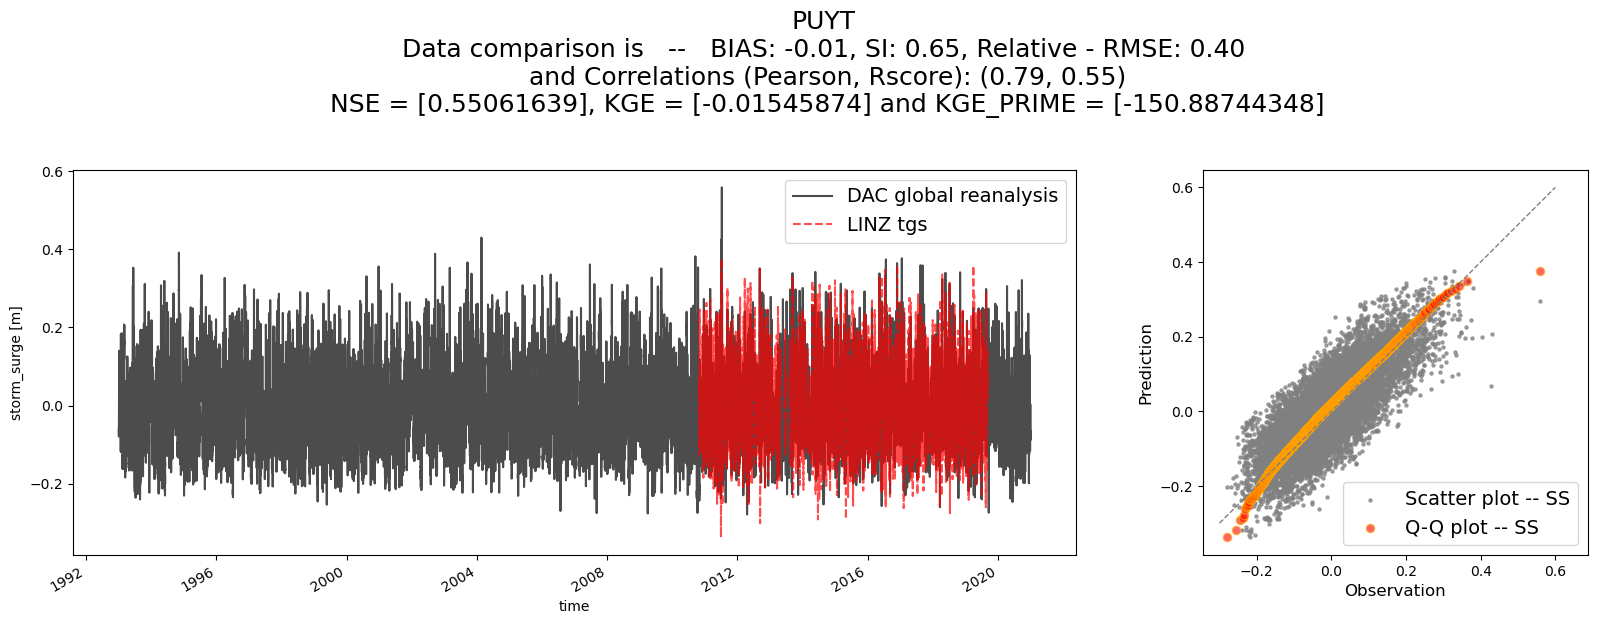 PUYT
Data comparison is -- BIAS: -0.01, SI: 0.65, Relative - RMSE: 0.40
and Correlations (Pearson, Rscore): (0.79, 0.55)
NSE = [0.55061639], KGE = [-0.01545874] and KGE_PRIME = [-150.88744348]
storm_surge [m]
0.6
0.4
0.2
0.0
−0.2
1992
1996
2000
2004
2008
2012
2016
2020
time
DAC global reanalysis
LINZ tgs
Prediction
0.6
0.4
0.2
0.0
−0.2
−0.2
0.0
0.2
0.4
0.6
Observation
Scatter plot -- SS
Q-Q plot -- SS